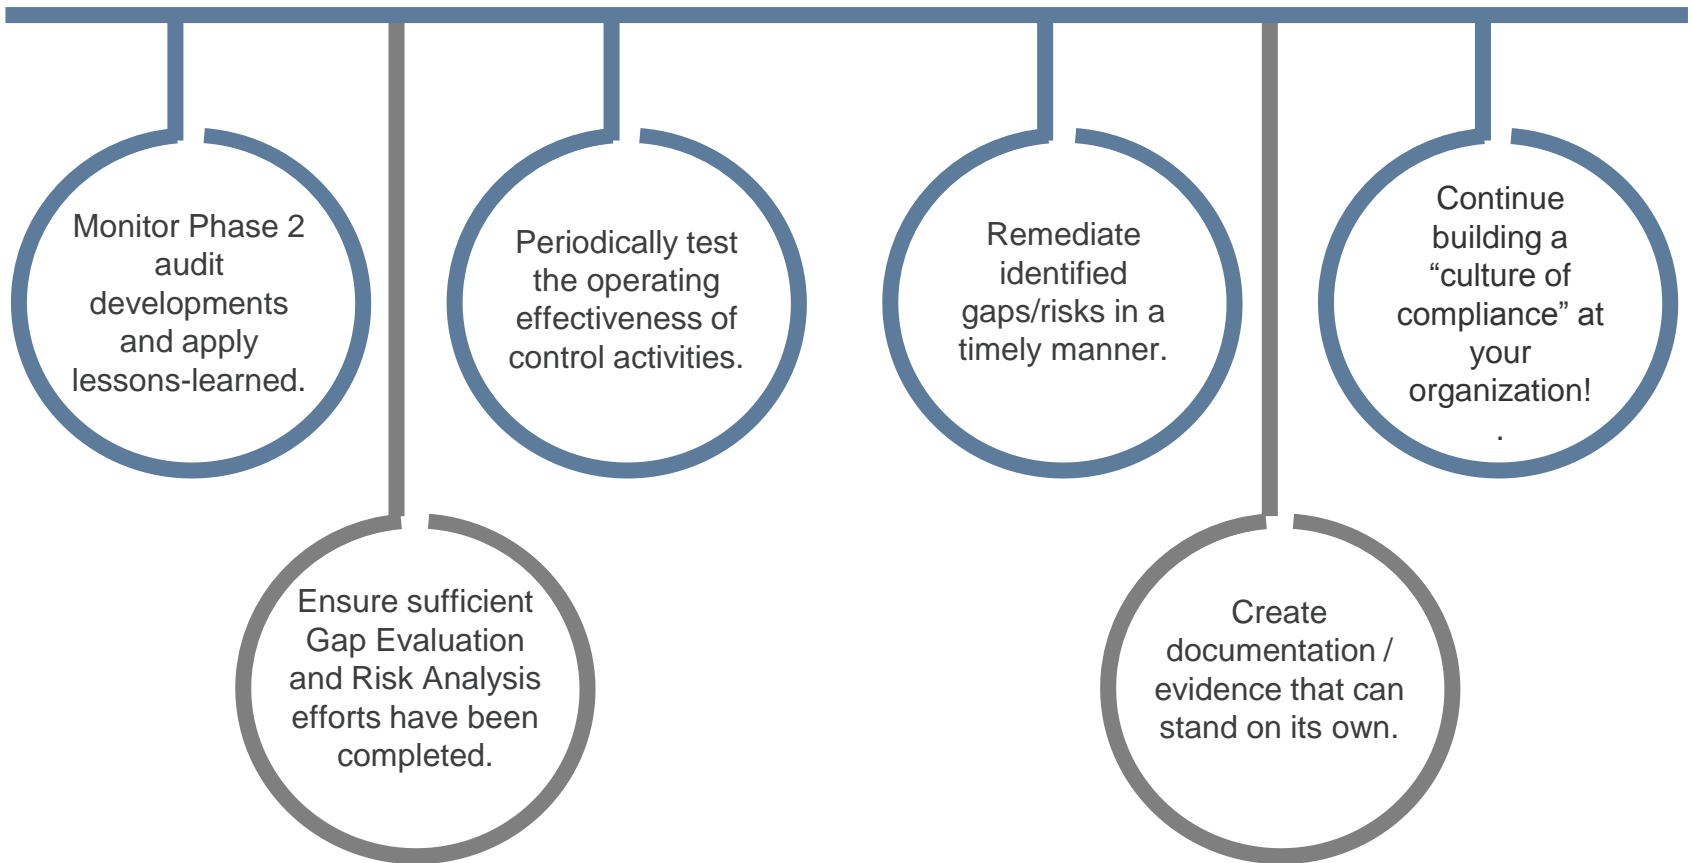 Monitor Phase 2
audit
developments
and apply
lessons-learned.
Ensure sufficient
Gap Evaluation
and Risk Analysis
efforts have been
completed.
Periodically test
the operating
effectiveness of
control activities.
Remediate
identified
gaps/risks in a
timely manner.
Create
documentation /
evidence that can
stand on its own.
Continue
building a
“culture of
compliance” at
your
organization!
.